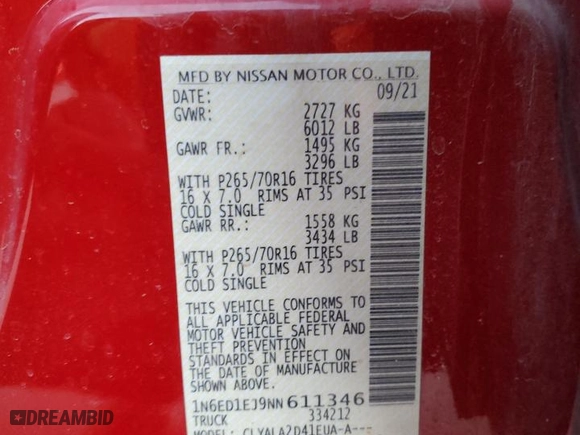 MFD BY NISSAN MOTOR CO., LTD.
DATE: 09/21
GVWR: 2727 KG
6012 LB
GAWR FR.: 1495 KG
3296 LB
WITH P265/70R16 TIRES
16 X 7.0 RIMS AT 35 PSI
COLD SINGLE
GAWR RR.: 1558 KG
3434 LB
WITH P265/70R16 TIRES
16 X 7.0 RIMS AT 35 PSI
COLD SINGLE
THIS VEHICLE CONFORMS TO
ALL APPLICABLE FEDERAL
MOTOR VEHICLE SAFETY AND
THEFT PREVENTION
STANDARDS IN EFFECT ON
THE DATE OF MANUFACTURE
SHOWN ABOVE.
1N6ED1EJ9NN611346
TRUCK 334212
MODEL: CLYALA2D41EUA-A---
DREAMBID